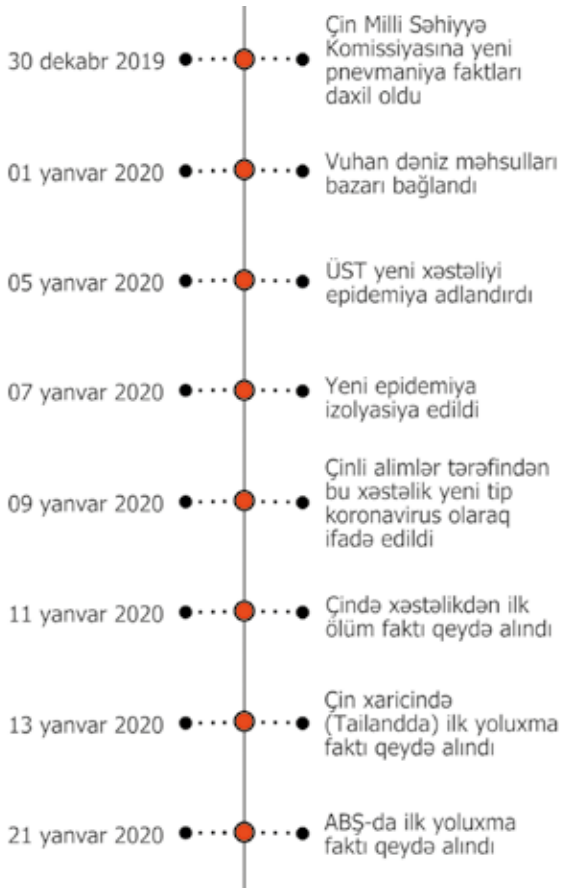 30 dekabr 2019
Çin Milli Səhiyyə
Komissiyasına yeni
pnevmaniya faktları
daxil oldu
01 yanvar 2020
Vuhan dəniz məhsulları
bazarı bağlandı
05 yanvar 2020
ÜST yeni xəstəliyi
epidemiya adlandırdı
07 yanvar 2020
Yeni epidemiya
izolyasiya edildi
09 yanvar 2020
Çinli alimlər tərəfindən
bu xəstəlik yeni tip
koronavirus olaraq
ifadə edildi
11 yanvar 2020
Çində xəstəlikdən ilk
ölüm faktı qeydə alındı
13 yanvar 2020
Çin xaricində
(Tailandda) ilk yoluxma
faktı qeydə alındı
21 yanvar 2020
ABŞ-da ilk yoluxma
faktı qeydə alındı